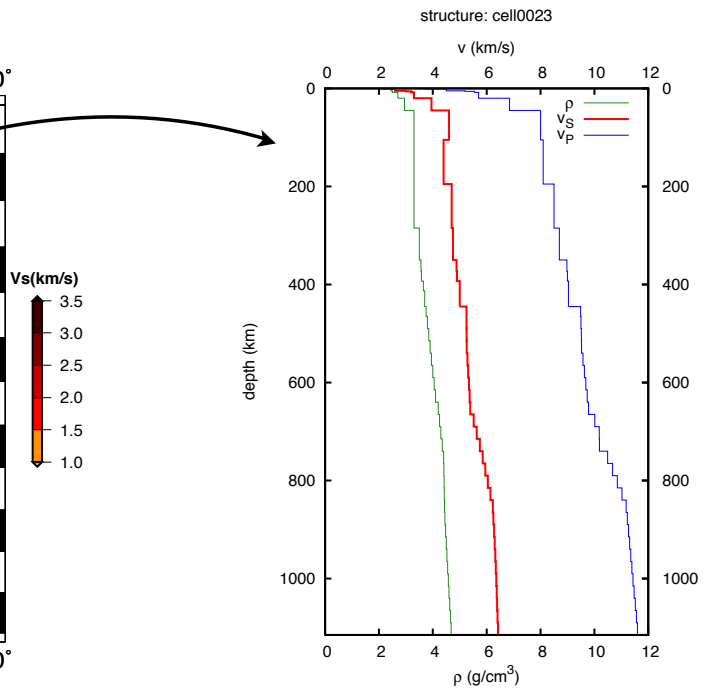 structure: cell0023
v (km/s)
0 2 4 6 8 10 12
0 0
ρ
vS
vP
200 200
400 400
600 600
800 800
1000 1000
depth (km)
0 2 4 6 8 10 12
ρ (g/cm³)
0°
Vs(km/s)
3.5
3.0
2.5
2.0
1.5
1.0
0°